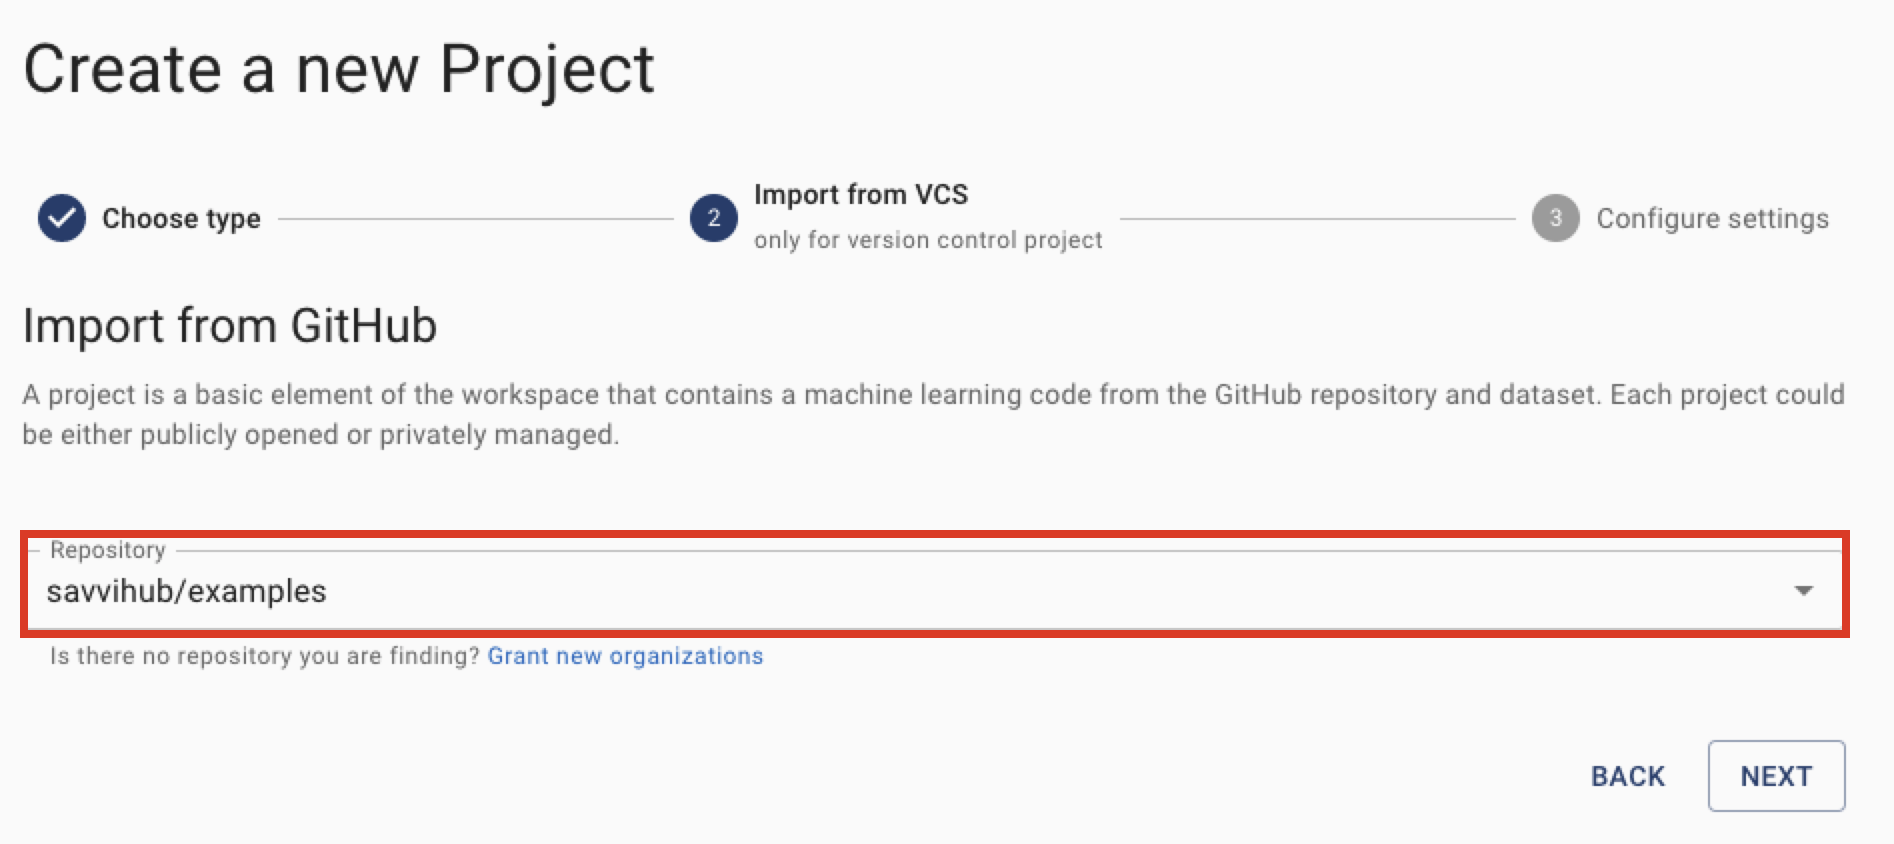 Create a new Project
Choose type
2
Import from VCS
only for version control project
3
Configure settings
Import from GitHub
A project is a basic element of the workspace that contains a machine learning code from the GitHub repository and dataset. Each project could
be either publicly opened or privately managed.
Repository
savvihub/examples
Is there no repository you are finding? Grant new organizations
BACK
NEXT